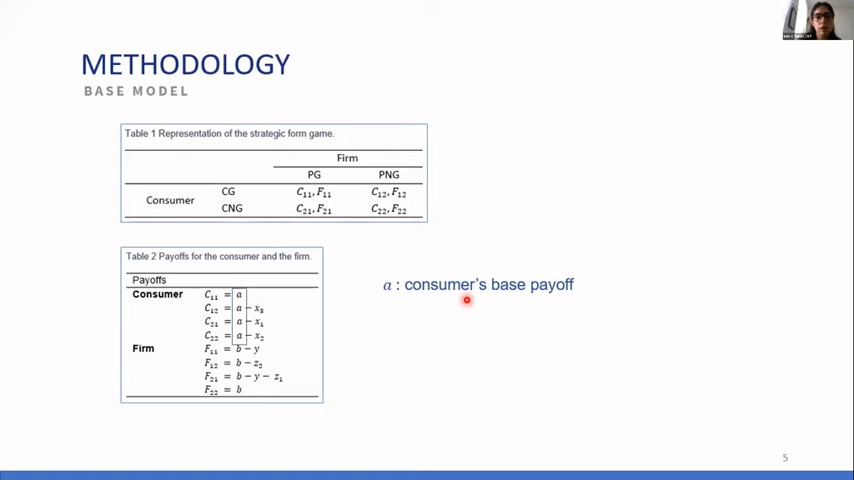 METHODOLOGY
BASE MODEL
Table 1 Representation of the strategic form game.
Firm
PG PNG
Consumer CG C₁₁, F₁₁ C₁₂, F₁₂
CNG C₂₁, F₂₁ C₂₂, F₂₂
Table 2 Payoffs for the consumer and the firm.
Payoffs
Consumer C₁₁ = a
C₁₂ = a − x₃
C₂₁ = a − x₁
C₂₂ = a − x₂
Firm F₁₁ = b − y
F₁₂ = b − z₂
F₂₁ = b − y − z₁
F₂₂ = b
a : consumer's base payoff
5